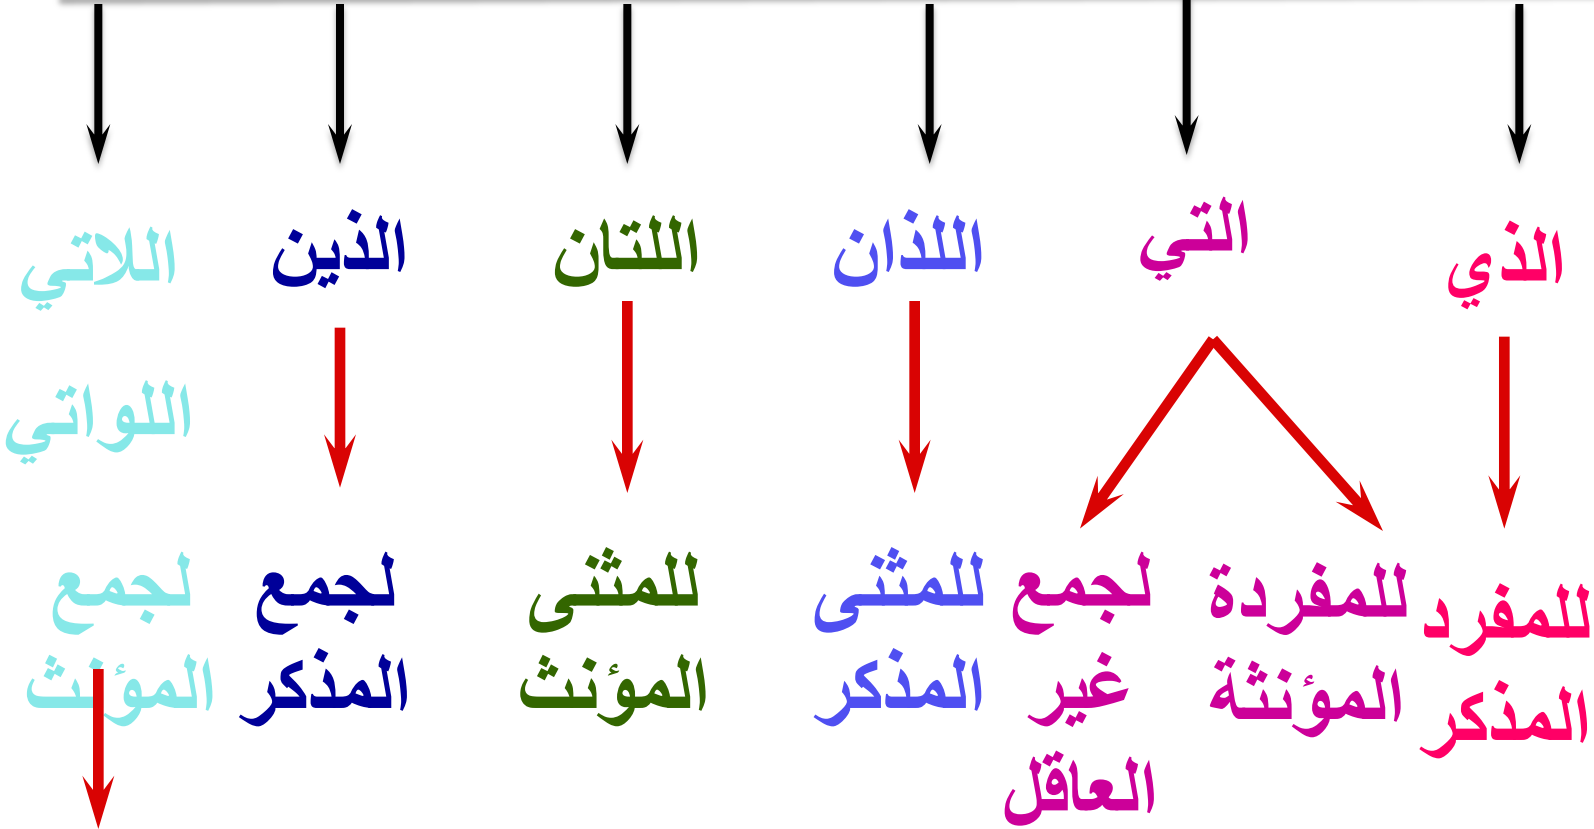 الذي
التي
اللذان
اللتان
الذين
اللاتي
اللواتي
للمفرد
المذكر
للمفردة
المؤنثة
لجمع
غير
العاقل
للمثنى
المذكر
للمثنى
المؤنث
لجمع
المذكر
لجمع
المؤنث